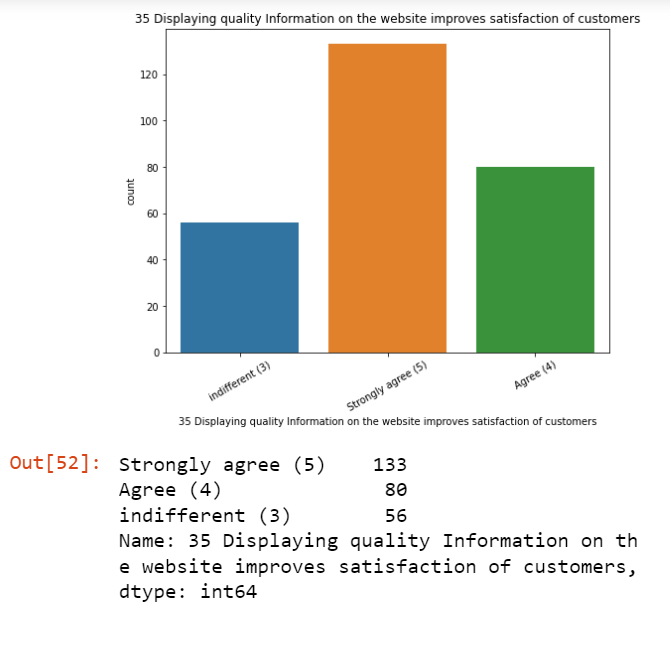 35 Displaying quality Information on the website improves satisfaction of customers
120
100
80
60
40
20
0
count
indifferent (3)
Strongly agree (5)
Agree (4)
35 Displaying quality Information on the website improves satisfaction of customers
Out[52]: Strongly agree (5) 133
Agree (4) 80
indifferent (3) 56
Name: 35 Displaying quality Information on th
e website improves satisfaction of customers,
dtype: int64